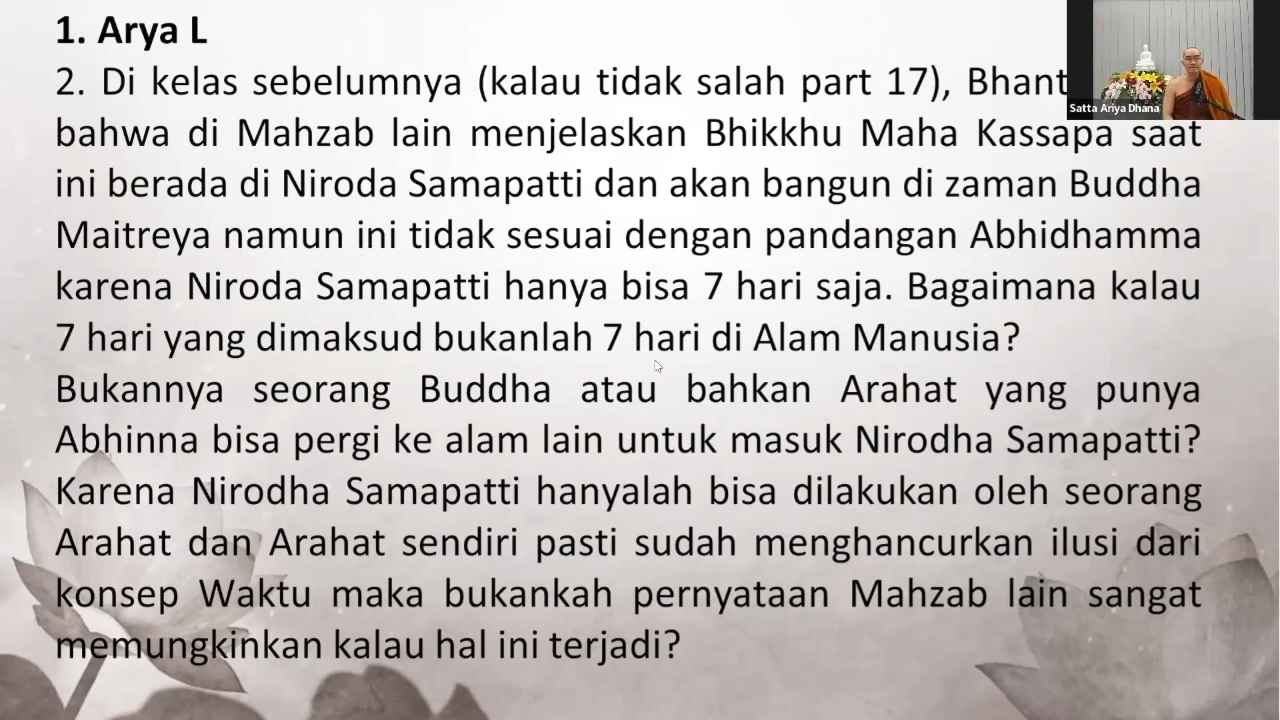 1. Arya L
2. Di kelas sebelumnya (kalau tidak salah part 17), Bhant
bahwa di Mahzab lain menjelaskan Bhikkhu Maha Kassapa saat
ini berada di Niroda Samapatti dan akan bangun di zaman Buddha
Maitreya namun ini tidak sesuai dengan pandangan Abhidhamma
karena Niroda Samapatti hanya bisa 7 hari saja. Bagaimana kalau
7 hari yang dimaksud bukanlah 7 hari di Alam Manusia?
Bukannya seorang Buddha atau bahkan Arahat yang punya
Abhinna bisa pergi ke alam lain untuk masuk Nirodha Samapatti?
Karena Nirodha Samapatti hanyalah bisa dilakukan oleh seorang
Arahat dan Arahat sendiri pasti sudah menghancurkan ilusi dari
konsep Waktu maka bukankah pernyataan Mahzab lain sangat
memungkinkan kalau hal ini terjadi?
Satta Ariya Dhana